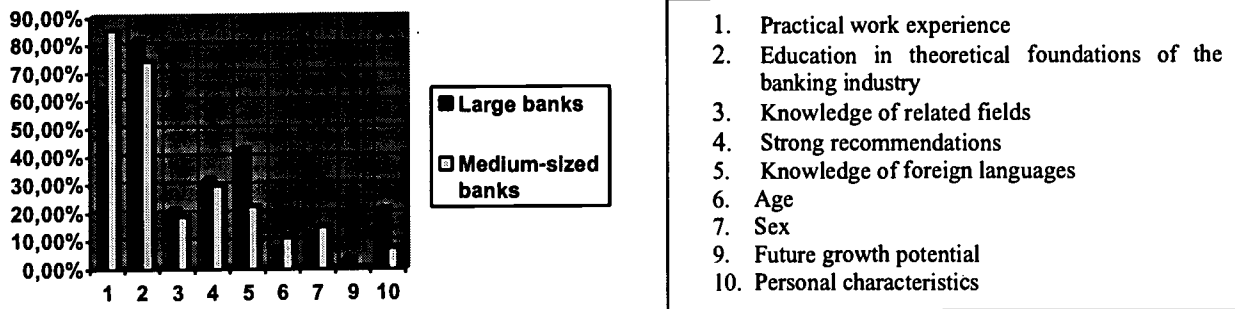 90,00%
80,00%
70,00%
60,00%
50,00%
40,00%
30,00%
20,00%
10,00%
0,00%
1 2 3 4 5 6 7 9 10
Large banks
Medium-sized
banks
1. Practical work experience
2. Education in theoretical foundations of the
banking industry
3. Knowledge of related fields
4. Strong recommendations
5. Knowledge of foreign languages
6. Age
7. Sex
9. Future growth potential
10. Personal characteristics